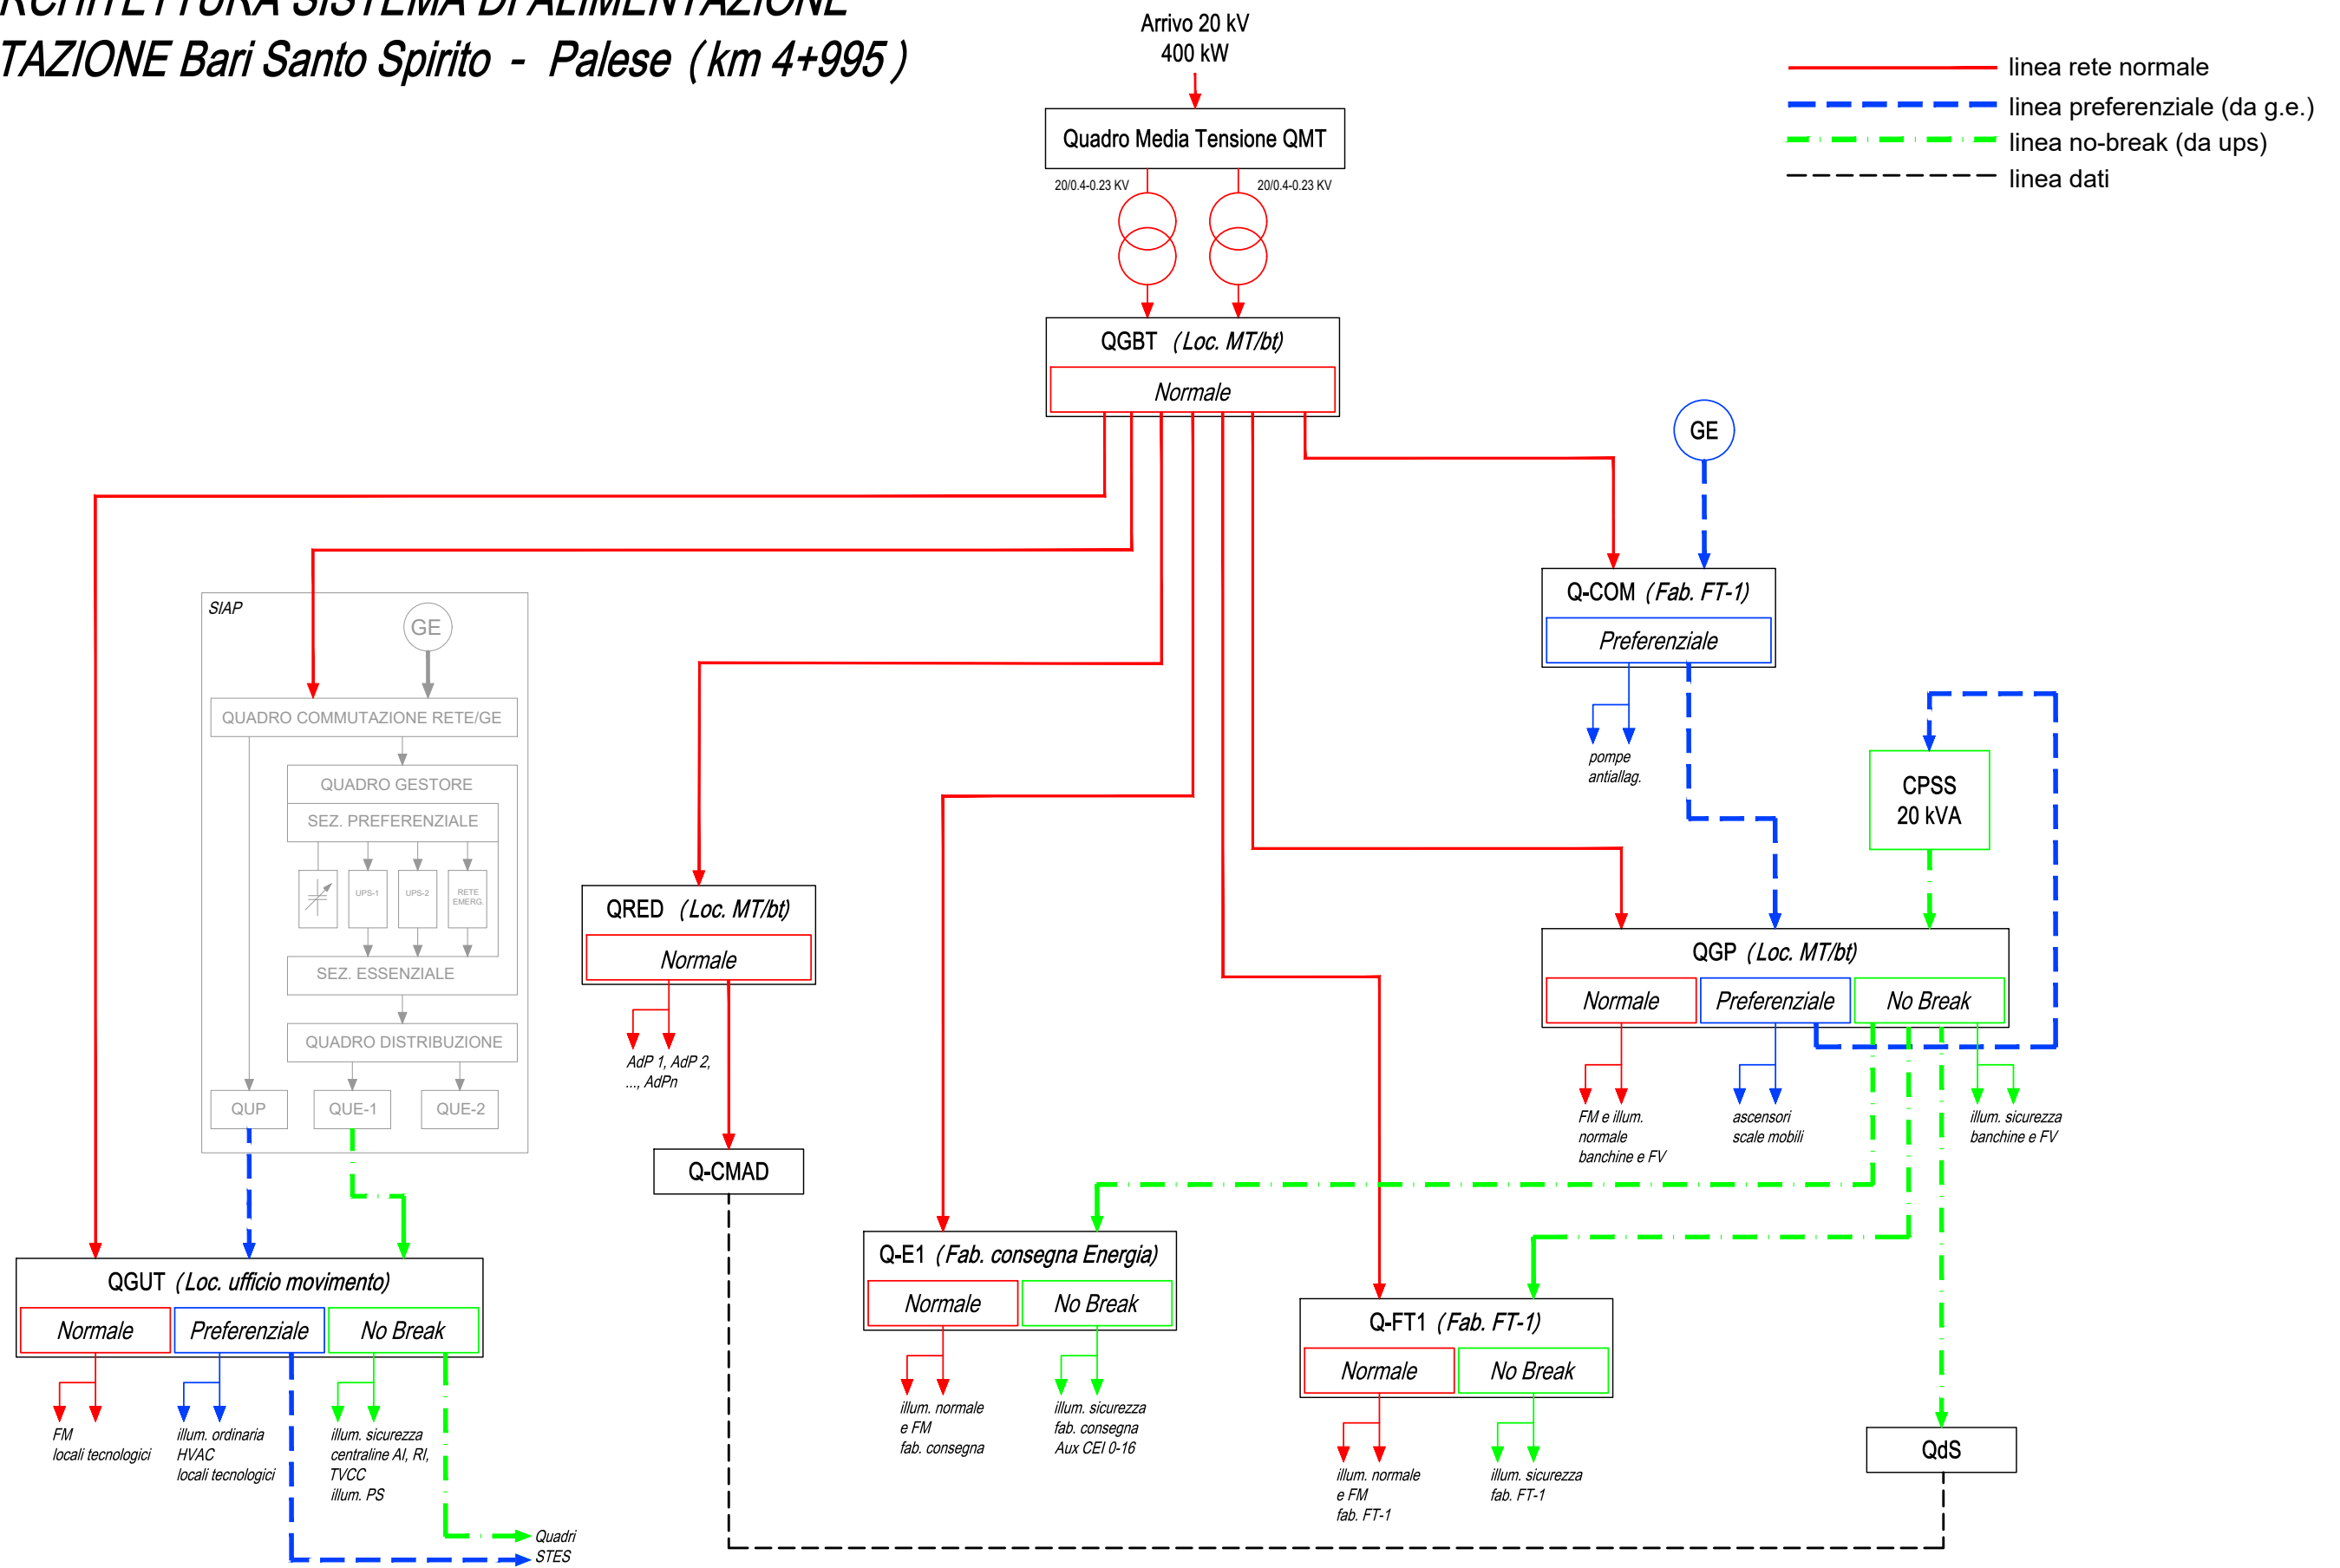 RCHITETTURA SISTEMA DI ALIMENTAZIONE
TAZIONE Bari Santo Spirito - Palese (km 4+995)
Arrivo 20 kV
400 kW
linea rete normale
linea preferenziale (da g.e.)
linea no-break (da ups)
linea dati
Quadro Media Tensione QMT
20/0.4-0.23 KV
20/0.4-0.23 KV
QGBT (Loc. MT/bt)
Normale
GE
Q-COM (Fab. FT-1)
Preferenziale
pompe
antiallag.
SIAP
GE
QUADRO COMMUTAZIONE RETE/GE
QUADRO GESTORE
SEZ. PREFERENZIALE
UPS-1
UPS-2
RETE
EMERG.
SEZ. ESSENZIALE
QUADRO DISTRIBUZIONE
QUP
QUE-1
QUE-2
CPSS
20 kVA
QRED (Loc. MT/bt)
Normale
AdP 1, AdP 2,
..., AdPn
Q-CMAD
QGP (Loc. MT/bt)
Normale
Preferenziale
No Break
FM e illum.
normale
banchine e FV
ascensori
scale mobili
illum. sicurezza
banchine e FV
QGUT (Loc. ufficio movimento)
Normale
Preferenziale
No Break
FM
locali tecnologici
illum. ordinaria
HVAC
locali tecnologici
illum. sicurezza
centraline AI, RI,
TVCC
illum. PS
Quadri
STES
Q-E1 (Fab. consegna Energia)
Normale
No Break
illum. normale
e FM
fab. consegna
illum. sicurezza
fab. consegna
Aux CEI 0-16
Q-FT1 (Fab. FT-1)
Normale
No Break
illum. normale
e FM
fab. FT-1
illum. sicurezza
fab. FT-1
QdS